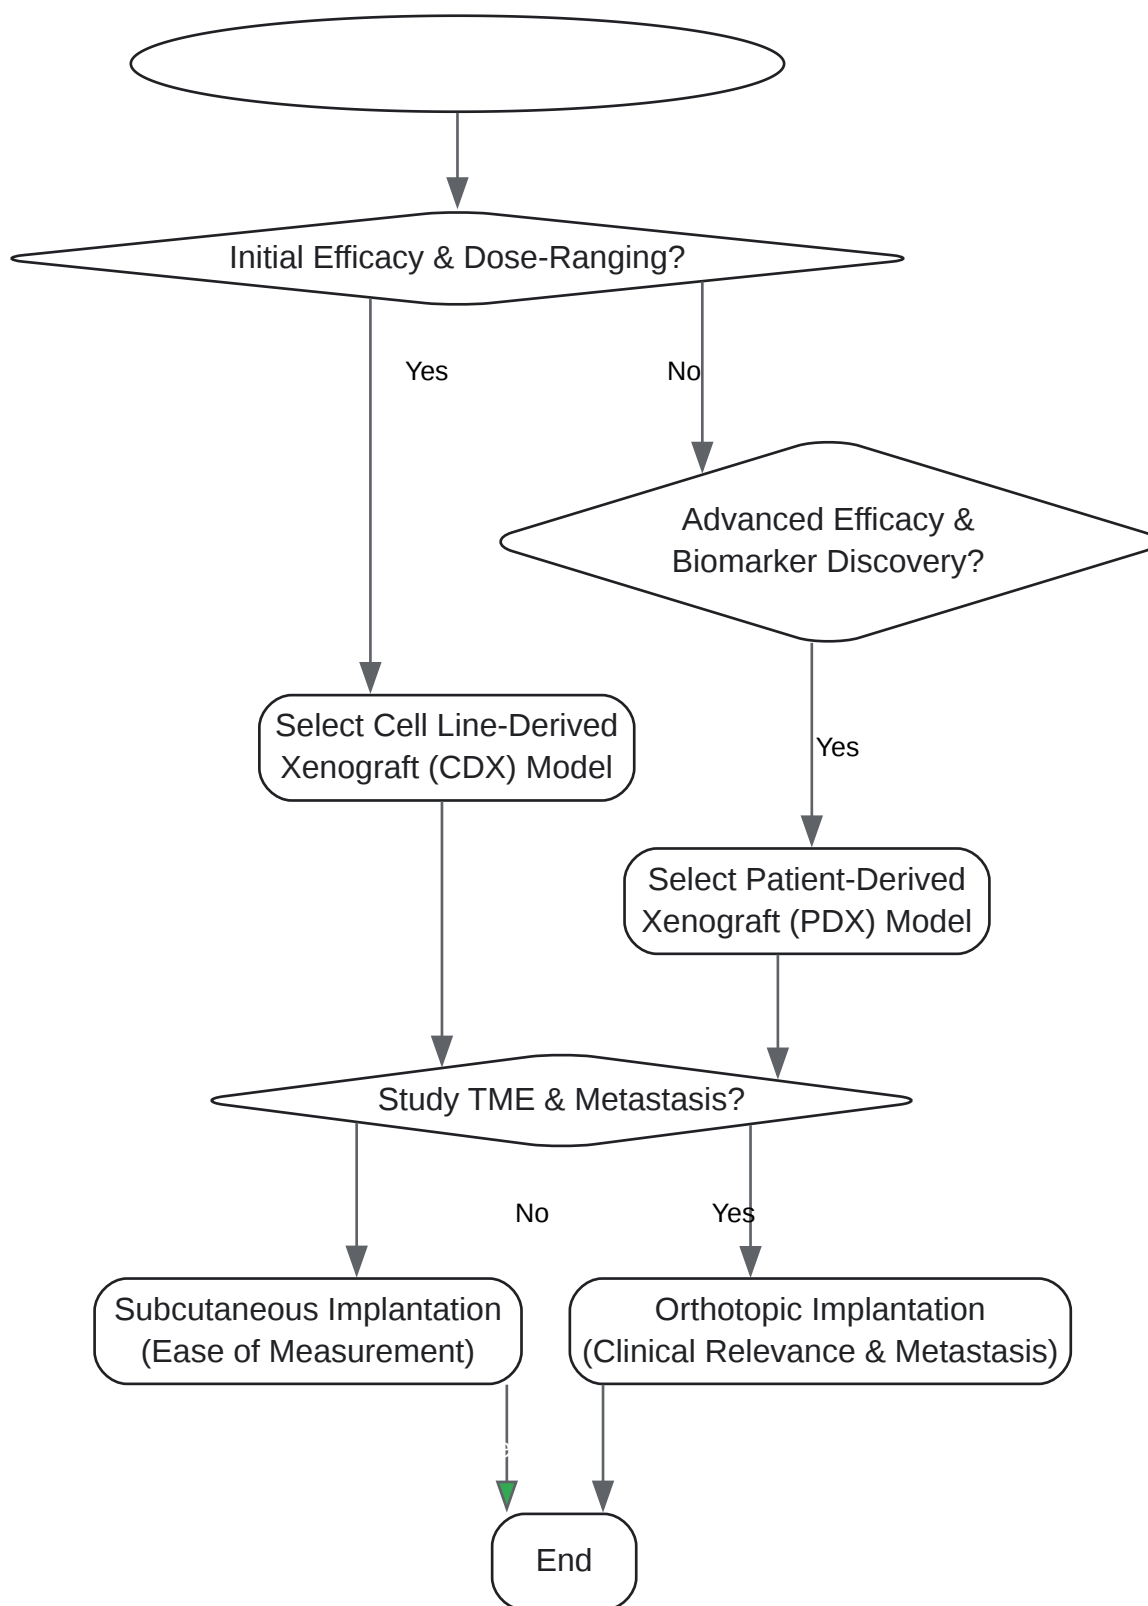 Initial Efficacy & Dose-Ranging?
Yes
No
Advanced Efficacy &
Biomarker Discovery?
Select Cell Line-Derived
Xenograft (CDX) Model
Yes
Select Patient-Derived
Xenograft (PDX) Model
Study TME & Metastasis?
No
Yes
Subcutaneous Implantation
(Ease of Measurement)
Orthotopic Implantation
(Clinical Relevance & Metastasis)
End